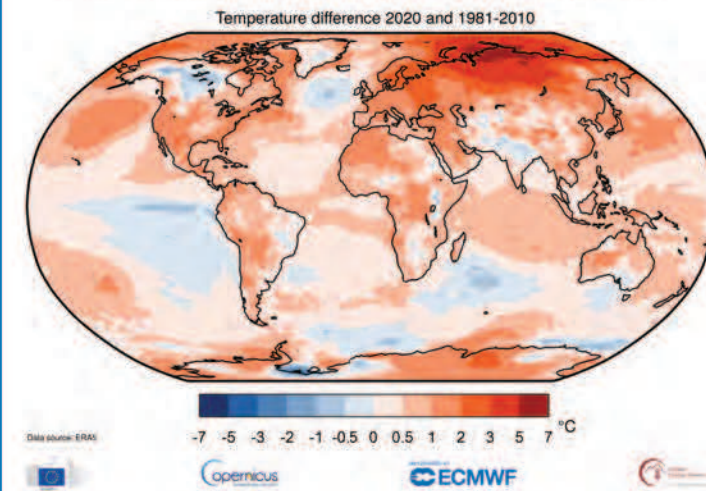 Temperature difference 2020 and 1981-2010
°C
-7 -5 -3 -2 -1 -0.5 0 0.5 1 2 3 5 7
Data source: ERA5
opernicus
ECMWF